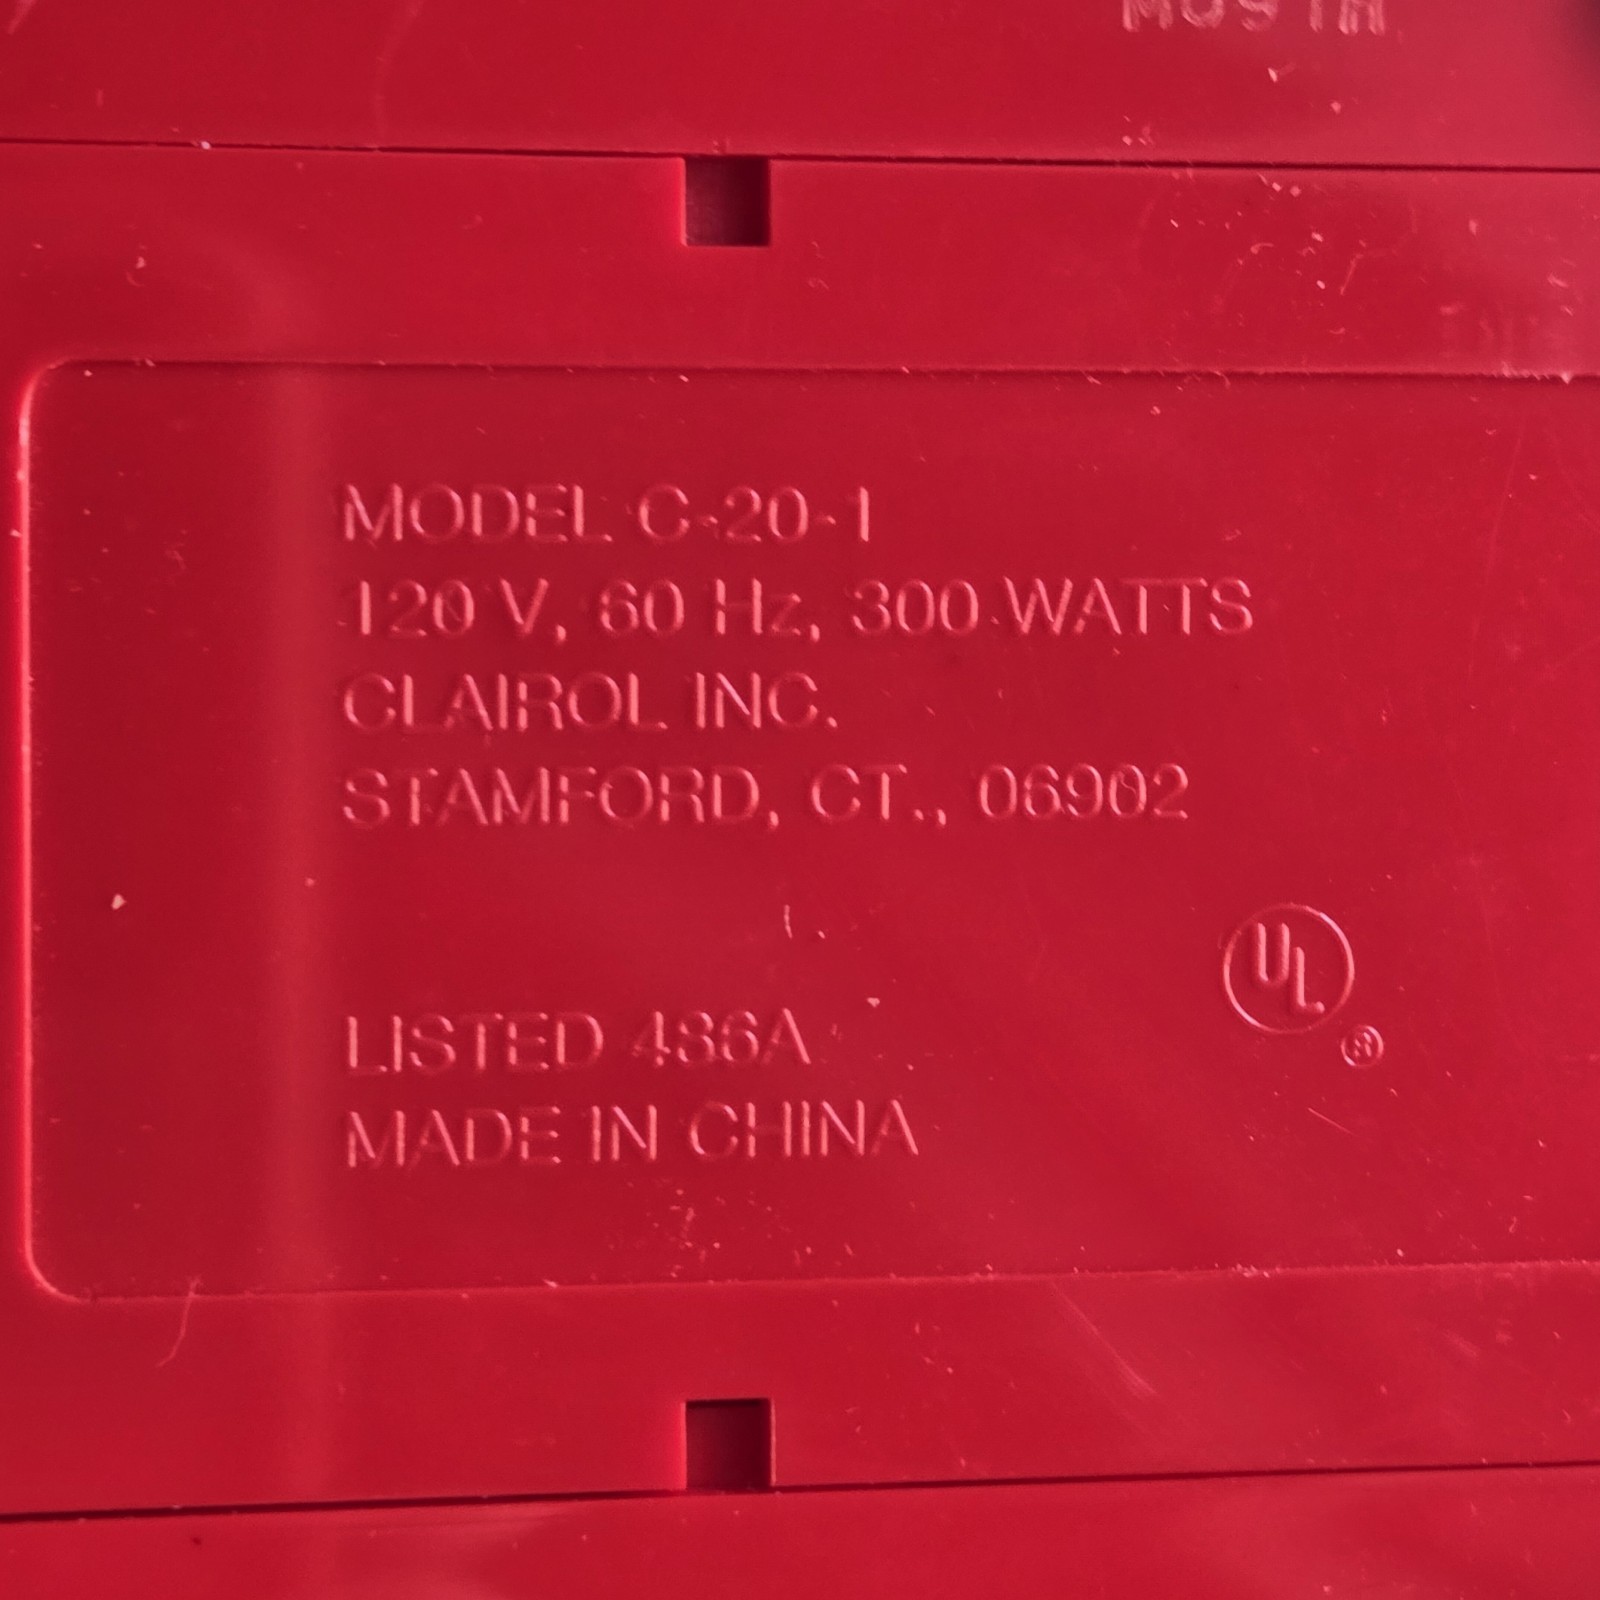 M091A
MODEL C-20-1
120 V, 60 Hz, 300 WATTS
CLAIROL INC.
STAMFORD, CT., 06902
UL
®
LISTED 486A
MADE IN CHINA